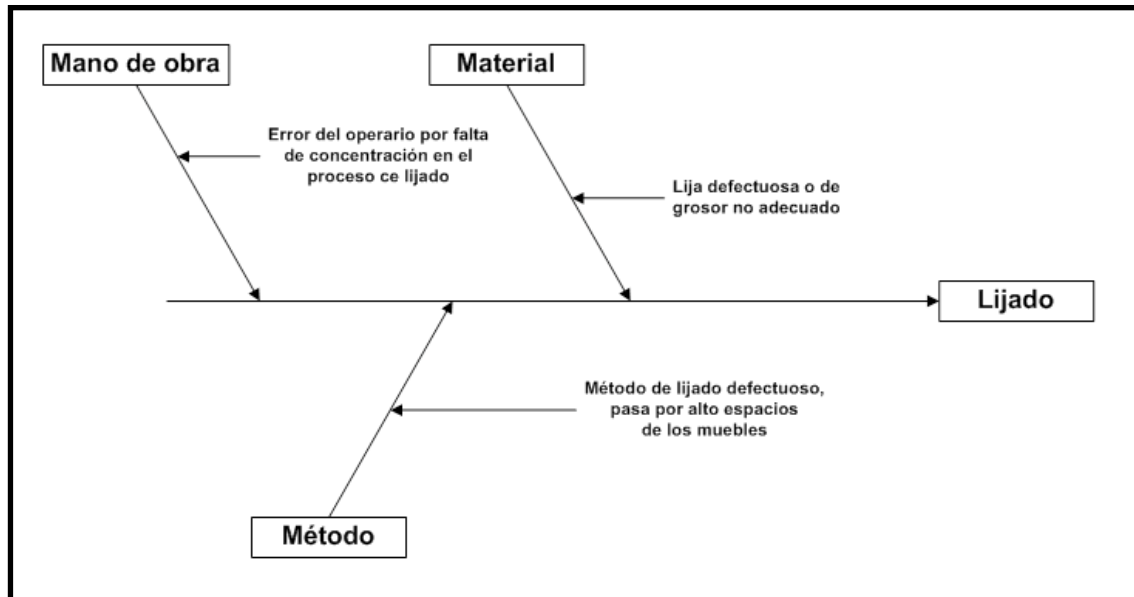 Mano de obra
Material
Error del operario por falta
de concentración en el
proceso ce lijado
Lija defectuosa o de
grosor no adecuado
Lijado
Método de lijado defectuoso,
pasa por alto espacios
de los muebles
Método